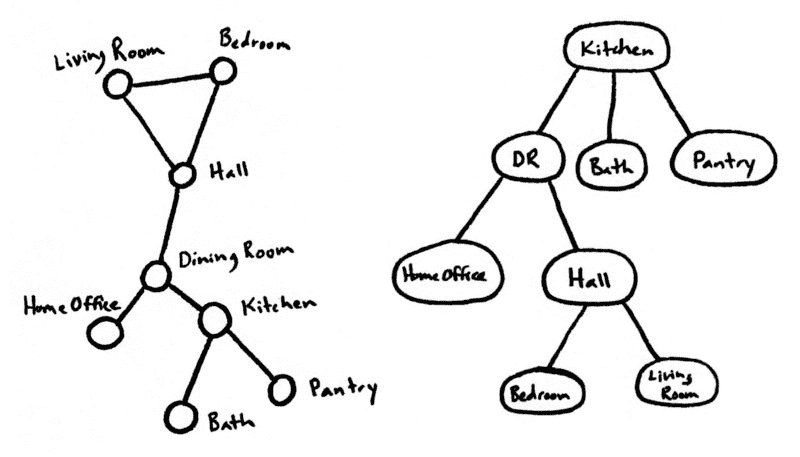 Living Room
Bedroom
Hall
Dining Room
Home Office
Kitchen
Pantry
Bath
Kitchen
DR
Bath
Pantry
Home Office
Hall
Bedroom
Living
Room